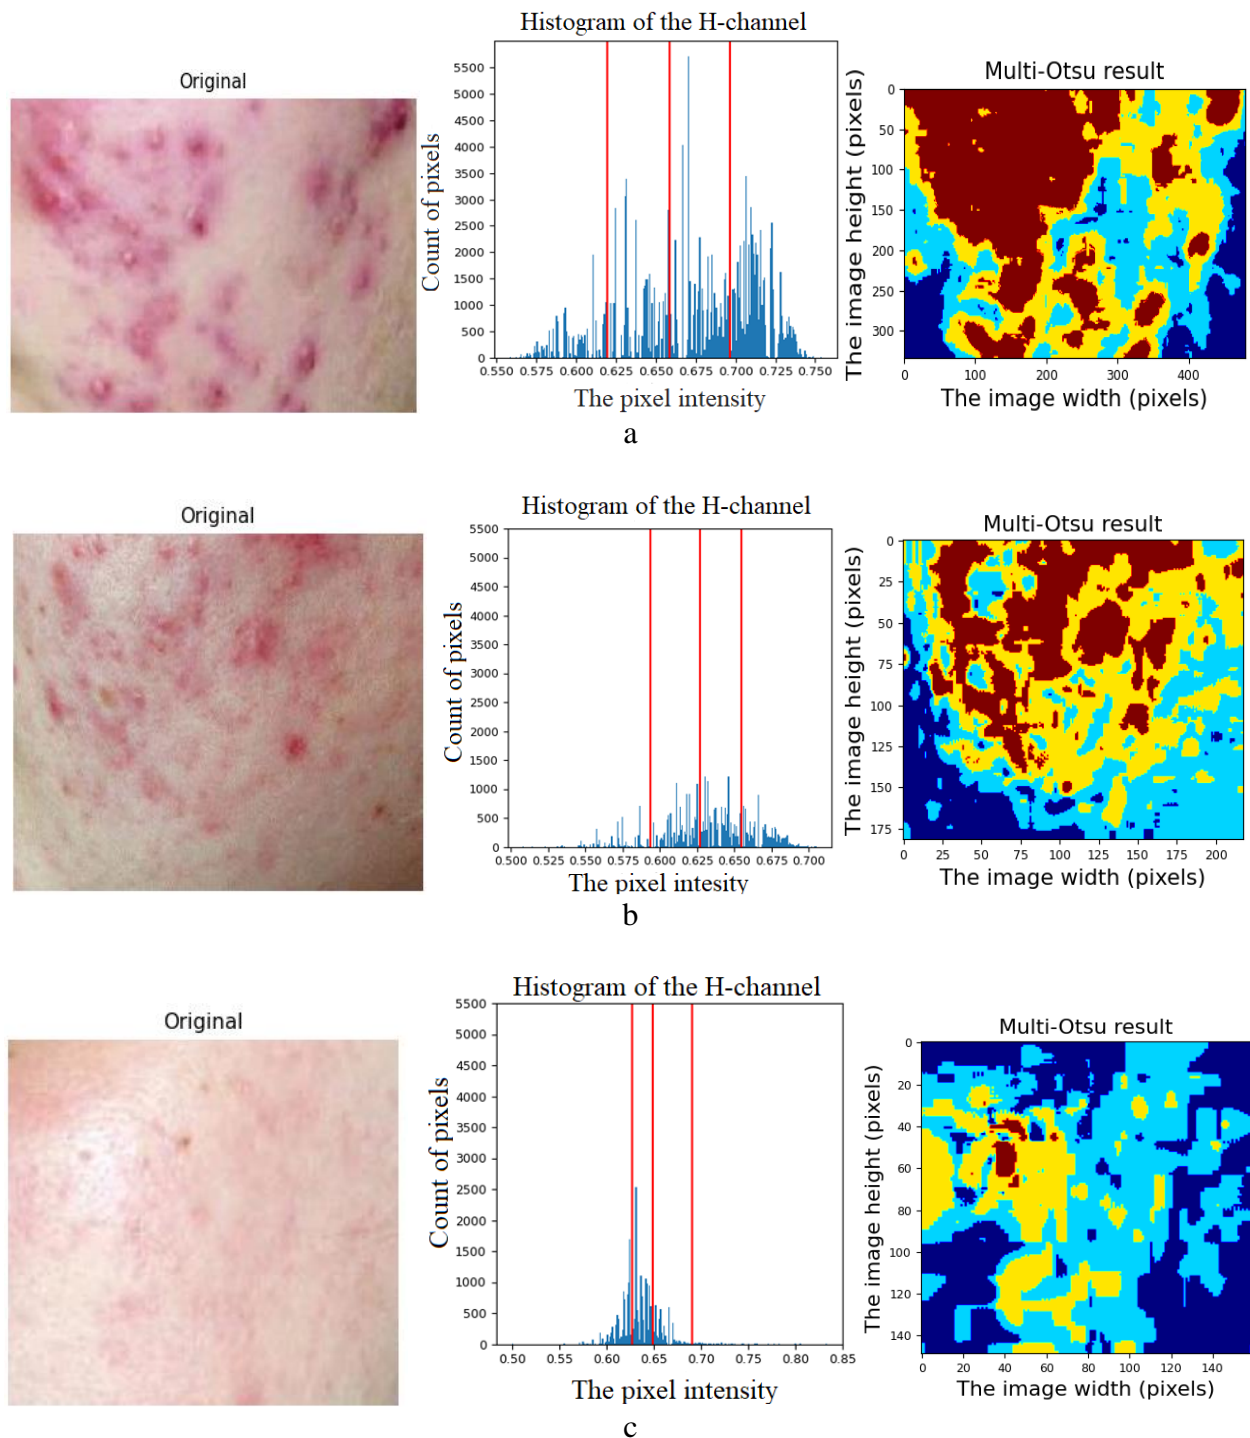 Original
Histogram of the H-channel
Multi-Otsu result
Count of pixels
5500
5000
4500
4000
3500
3000
2500
2000
1500
1000
500
0
0.550 0.575 0.600 0.625 0.650 0.675 0.700 0.725 0.750
The pixel intensity
The image height (pixels)
0
50
100
150
200
250
300
0 100 200 300 400
The image width (pixels)
a
Original
Histogram of the H-channel
Multi-Otsu result
Count of pixels
5500
5000
4500
4000
3500
3000
2500
2000
1500
1000
500
0
0.500 0.525 0.550 0.575 0.600 0.625 0.650 0.675 0.700
The pixel intesity
The image height (pixels)
0
25
50
75
100
125
150
175
0 25 50 75 100 125 150 175 200
The image width (pixels)
b
Original
Histogram of the H-channel
Multi-Otsu result
Count of pixels
5500
5000
4500
4000
3500
3000
2500
2000
1500
1000
500
0
0.50 0.55 0.60 0.65 0.70 0.75 0.80 0.85
The pixel intensity
The image height (pixels)
0
20
40
60
80
100
120
140
0 20 40 60 80 100 120 140
The image width (pixels)
c